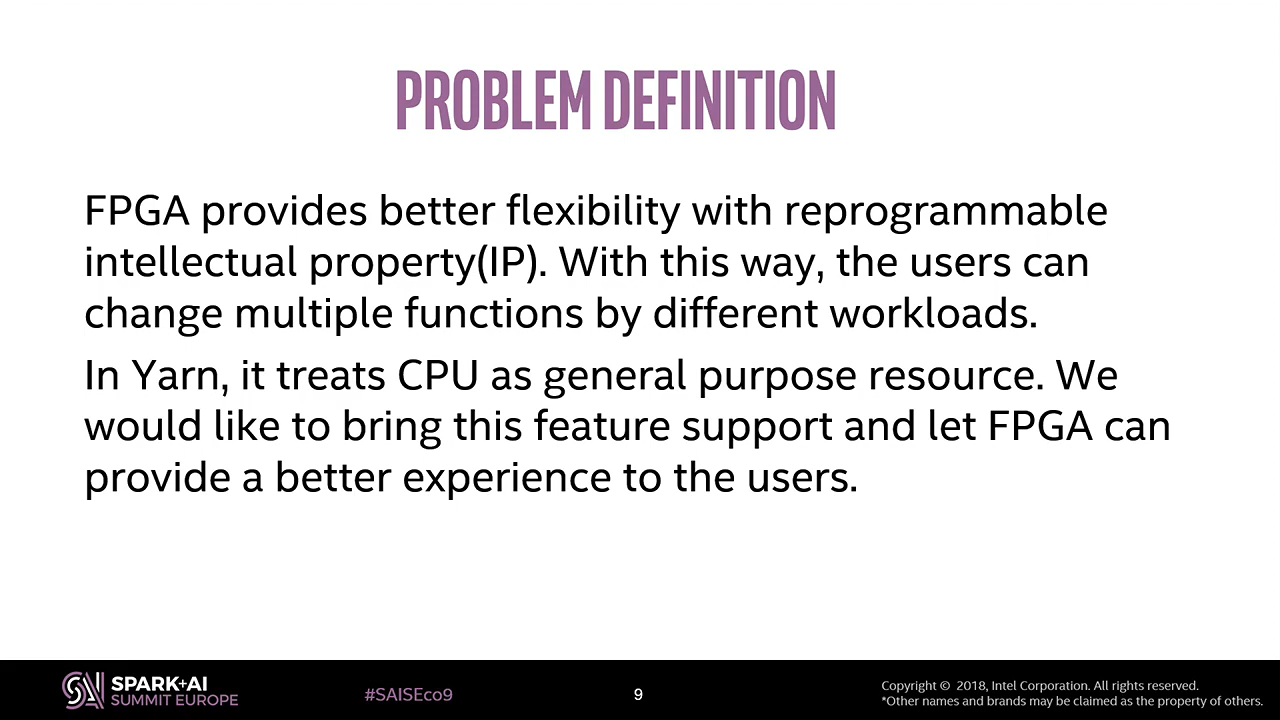 PROBLEM DEFINITION
FPGA provides better flexibility with reprogrammable
intellectual property(IP). With this way, the users can
change multiple functions by different workloads.
In Yarn, it treats CPU as general purpose resource. We
would like to bring this feature support and let FPGA can
provide a better experience to the users.
SPARK+AI
SUMMIT EUROPE
#SAISEco9
9
Copyright © 2018, Intel Corporation. All rights reserved.
*Other names and brands may be claimed as the property of others.